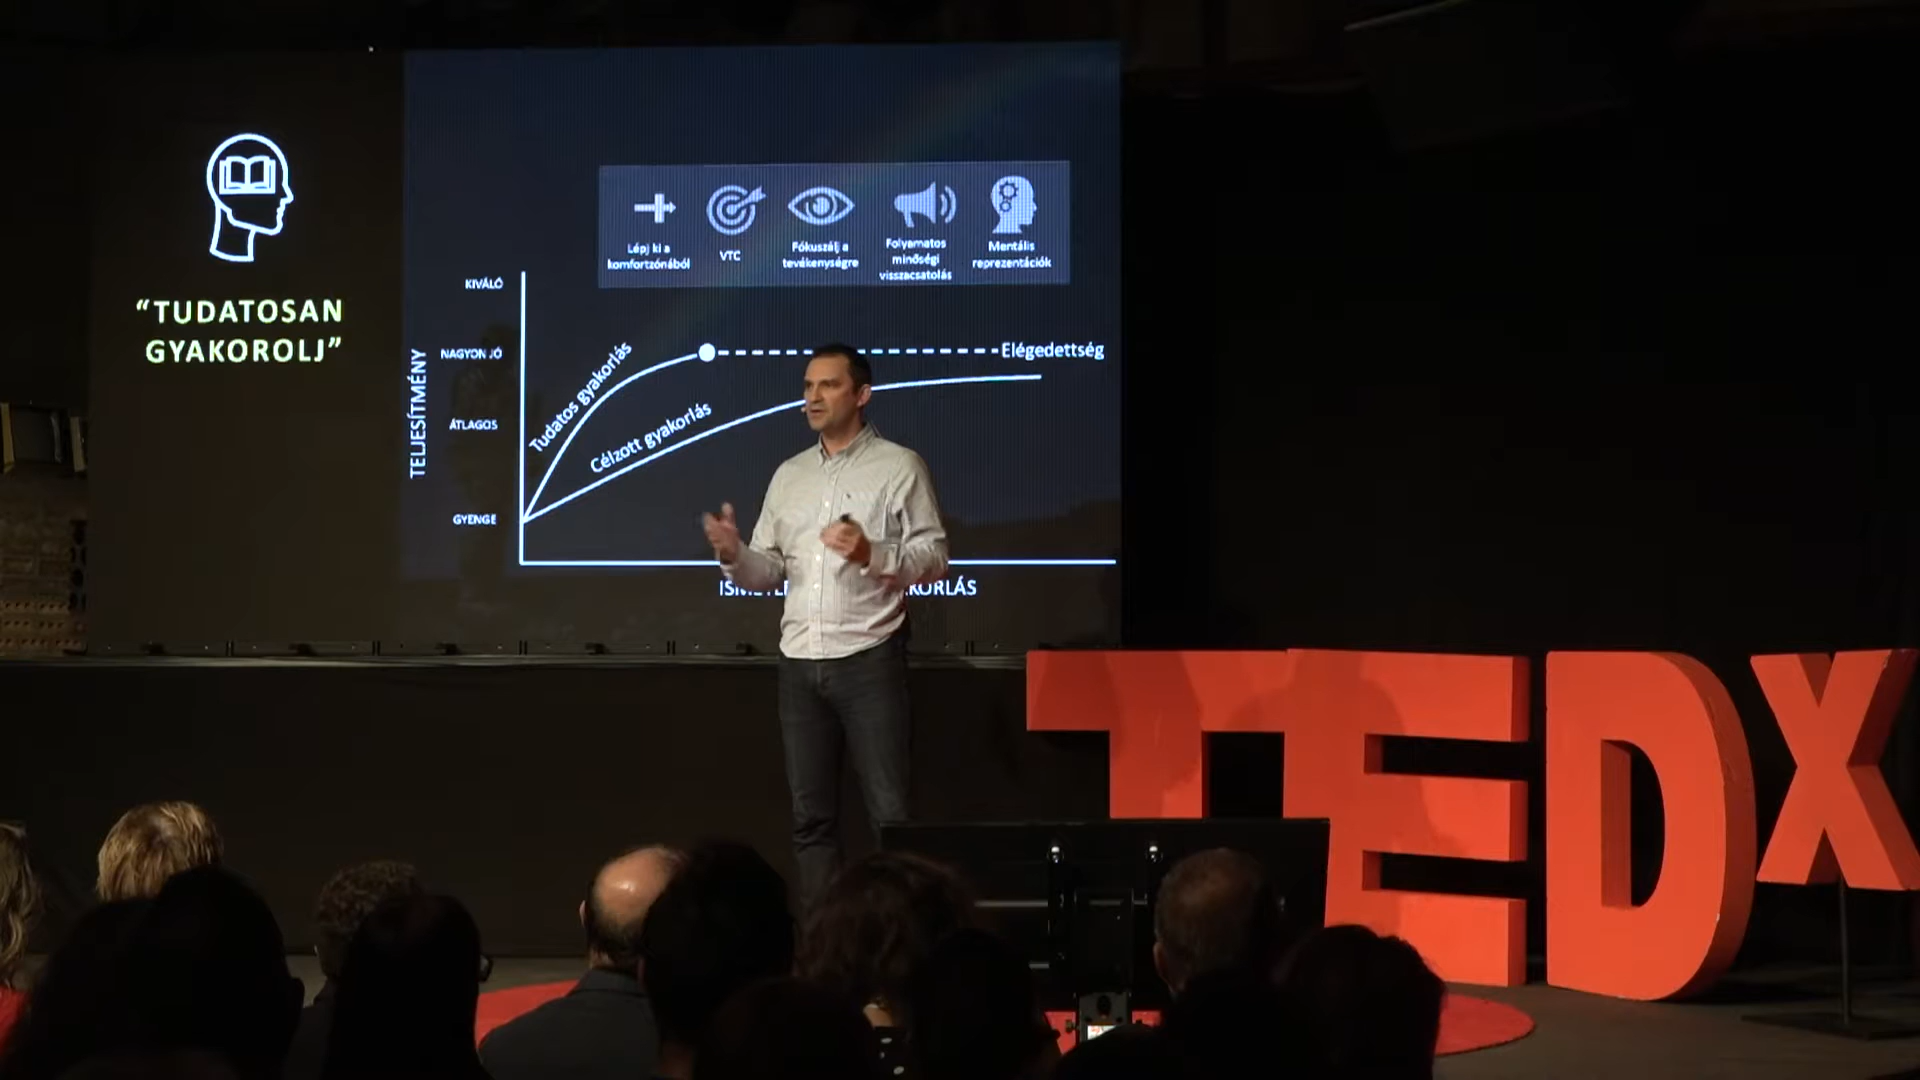 “TUDATOSAN
GYAKOROLJ”
Lépj ki a
komfortzónából
VTC
Fókuszálj a
tevékenységre
Folyamatos
minőségi
visszacsatolás
Mentális
reprezentációk
TELJESÍTMÉNY
KIVÁLÓ
NAGYON JÓ
ÁTLAGOS
GYENGE
Tudatos gyakorlás
Célzott gyakorlás
Elégedettség
TEDX